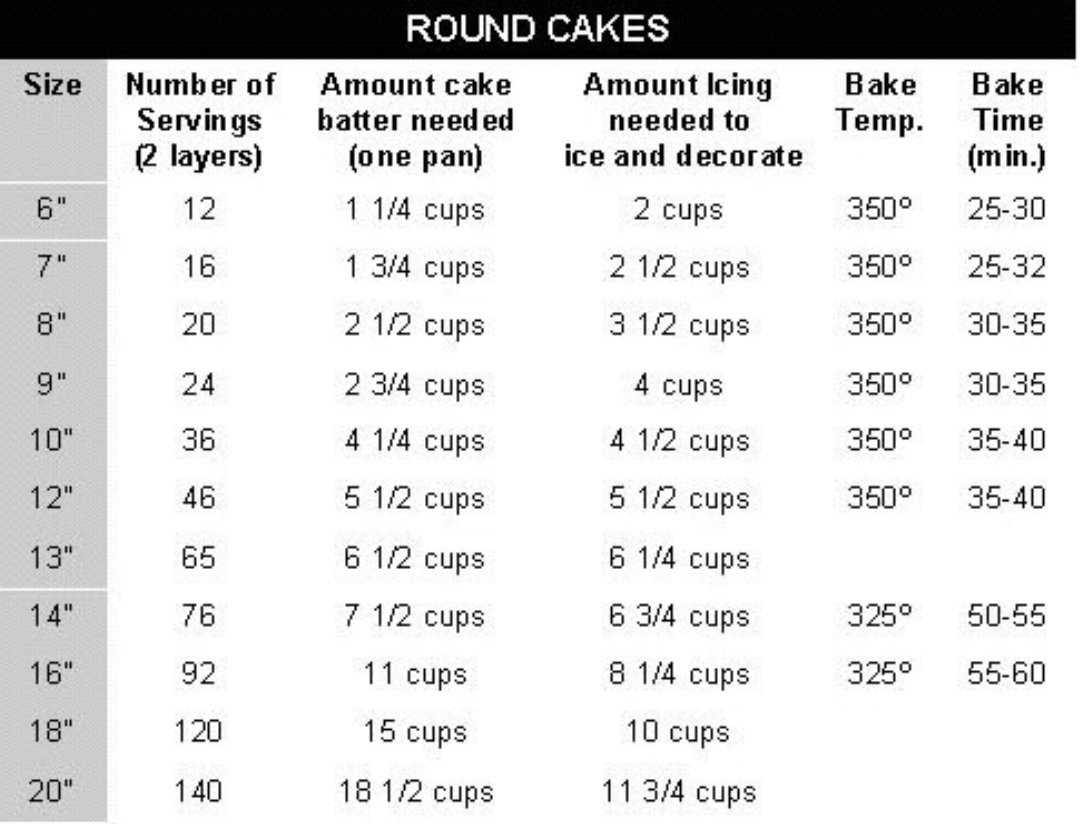 ROUND CAKES
Size Number of Servings (2 layers) Amount cake batter needed (one pan) Amount Icing needed to ice and decorate Bake Temp. Bake Time (min.)
6" 12 1 1/4 cups 2 cups 350° 25-30
7" 16 1 3/4 cups 2 1/2 cups 350° 25-32
8" 20 2 1/2 cups 3 1/2 cups 350° 30-35
9" 24 2 3/4 cups 4 cups 350° 30-35
10" 36 4 1/4 cups 4 1/2 cups 350° 35-40
12" 46 5 1/2 cups 5 1/2 cups 350° 35-40
13" 65 6 1/2 cups 6 1/4 cups
14" 76 7 1/2 cups 6 3/4 cups 325° 50-55
16" 92 11 cups 8 1/4 cups 325° 55-60
18" 120 15 cups 10 cups
20" 140 18 1/2 cups 11 3/4 cups